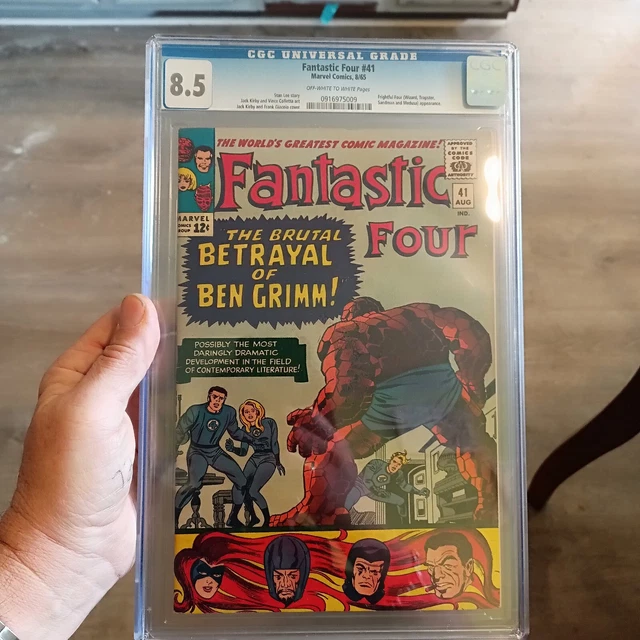 CGC UNIVERSAL GRADE
8.5
Fantastic Four #41
Marvel Comics, 8/65
OFF-WHITE TO WHITE Pages
Stan Lee story
Jack Kirby and Vince Colletta art
Jack Kirby and Frank Giacoia cover
0916975009
Frightful Four (Wizard, Trapster,
Sandman and Medusa) appearance.
CGC
THE WORLD'S GREATEST COMIC MAGAZINE!
Fantastic
Four
APPROVED
BY THE
COMICS
CODE
AUTHORITY
41
AUG
IND.
MARVEL
COMICS
GROUP
12¢
THE BRUTAL
BETRAYAL
OF
BEN GRIMM!
POSSIBLY THE MOST
DARINGLY DRAMATIC
DEVELOPMENT IN THE FIELD
OF CONTEMPORARY LITERATURE!